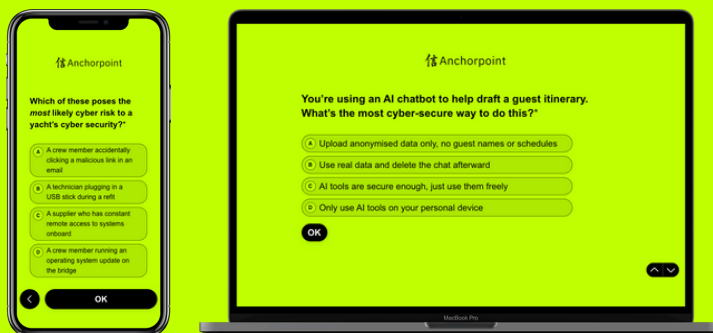 信 Anchorpoint
Which of these poses the
most likely cyber risk to a
yacht's cyber security?*
A A crew member accidentally
clicking a malicious link in an
email
B A technician plugging in a
USB stick during a refit
C A supplier who has constant
remote access to systems
onboard
D A crew member running an
operating system update on
the bridge
OK
信 Anchorpoint
You're using an AI chatbot to help draft a guest itinerary.
What's the most cyber-secure way to do this?*
A Upload anonymised data only, no guest names or schedules
B Use real data and delete the chat afterward
C AI tools are secure enough, just use them freely
D Only use AI tools on your personal device
OK
MacBook Pro